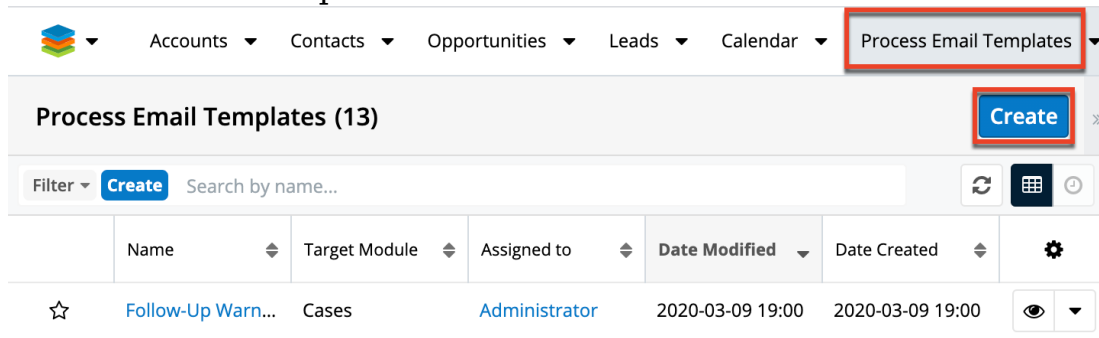 Accounts Contacts Opportunities Leads Calendar Process Email Templates
Process Email Templates (13) Create
Filter Create Search by name...
Name Target Module Assigned to Date Modified Date Created
Follow-Up Warn... Cases Administrator 2020-03-09 19:00 2020-03-09 19:00